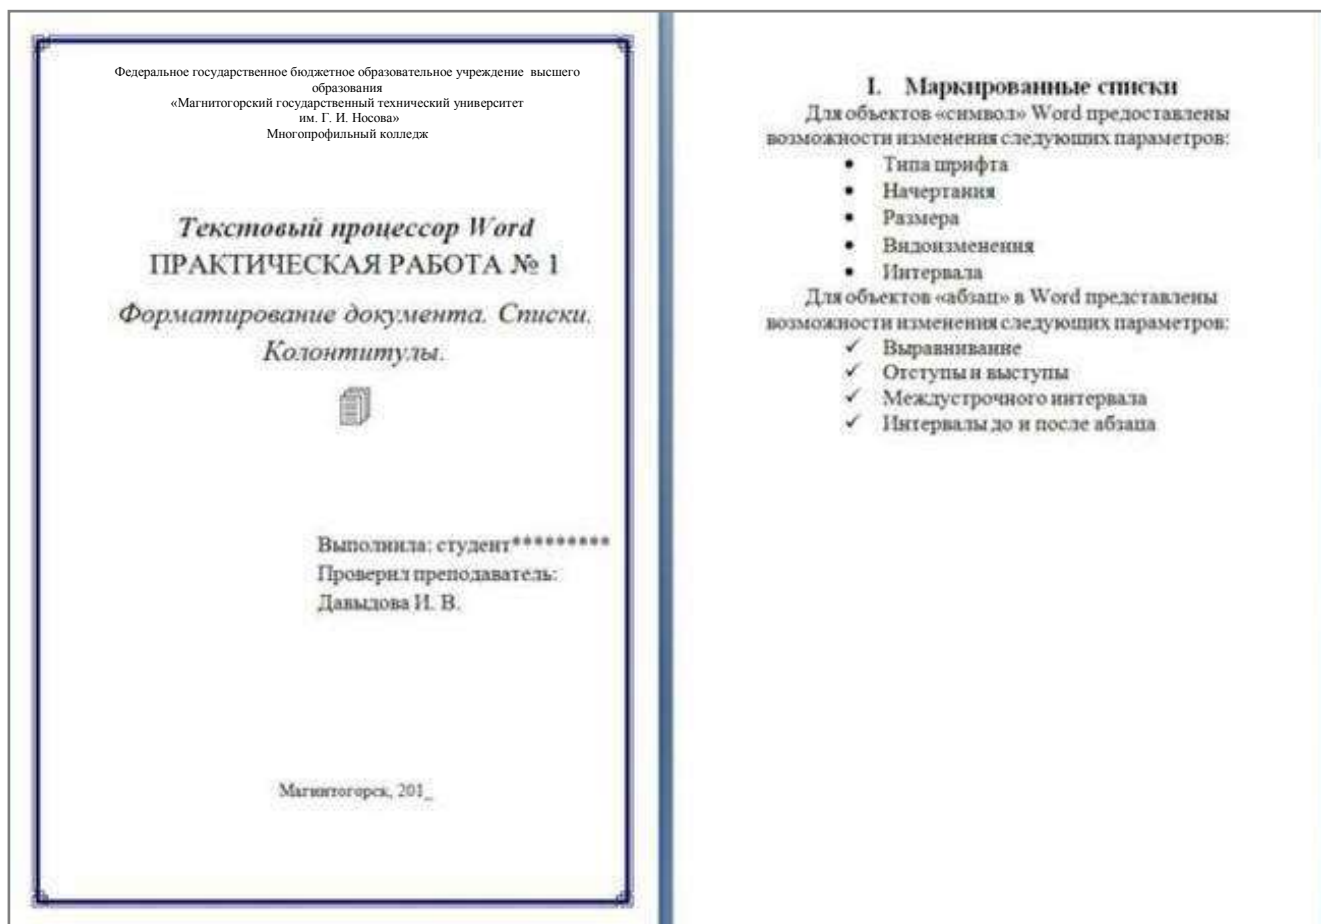 Федеральное государственное бюджетное образовательное учреждение высшего
образования
«Магнитогорский государственный технический университет
им. Г. И. Носова»
Многопрофильный колледж
Текстовый процессор Word
ПРАКТИЧЕСКАЯ РАБОТА № 1
Форматирование документа. Списки.
Колонтитулы.
Выполнила: студент*********
Проверил преподаватель:
Давыдова И. В.
Магнитогорск, 201_
I. Маркированные списки
Для объектов «символ» Word предоставлены
возможности изменения следующих параметров:
• Типа шрифта
• Начертания
• Размера
• Видоизменения
• Интервала
Для объектов «абзац» в Word представлены
возможности изменения следующих параметров:
✓ Выравнивание
✓ Отступы и выступы
✓ Междустрочного интервала
✓ Интервалы до и после абзаца